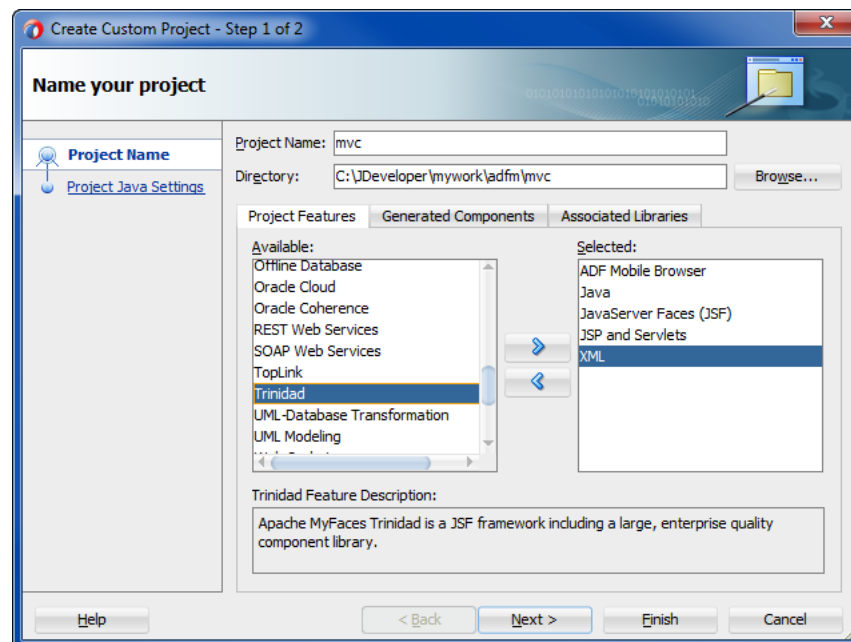 Create Custom Project - Step 1 of 2
Name your project
Project Name
Project Java Settings
Project Name: mvc
Directory: C:\JDeveloper\mywork\adfm\mvc Browse...
Project Features Generated Components Associated Libraries
Available:
Offline Database
Oracle Cloud
Oracle Coherence
REST Web Services
SOAP Web Services
TopLink
Trinidad
UML-Database Transformation
UML Modeling
Selected:
ADF Mobile Browser
Java
JavaServer Faces (JSF)
JSP and Servlets
XML
Trinidad Feature Description:
Apache MyFaces Trinidad is a JSF framework including a large, enterprise quality
component library.
Help < Back Next > Finish Cancel